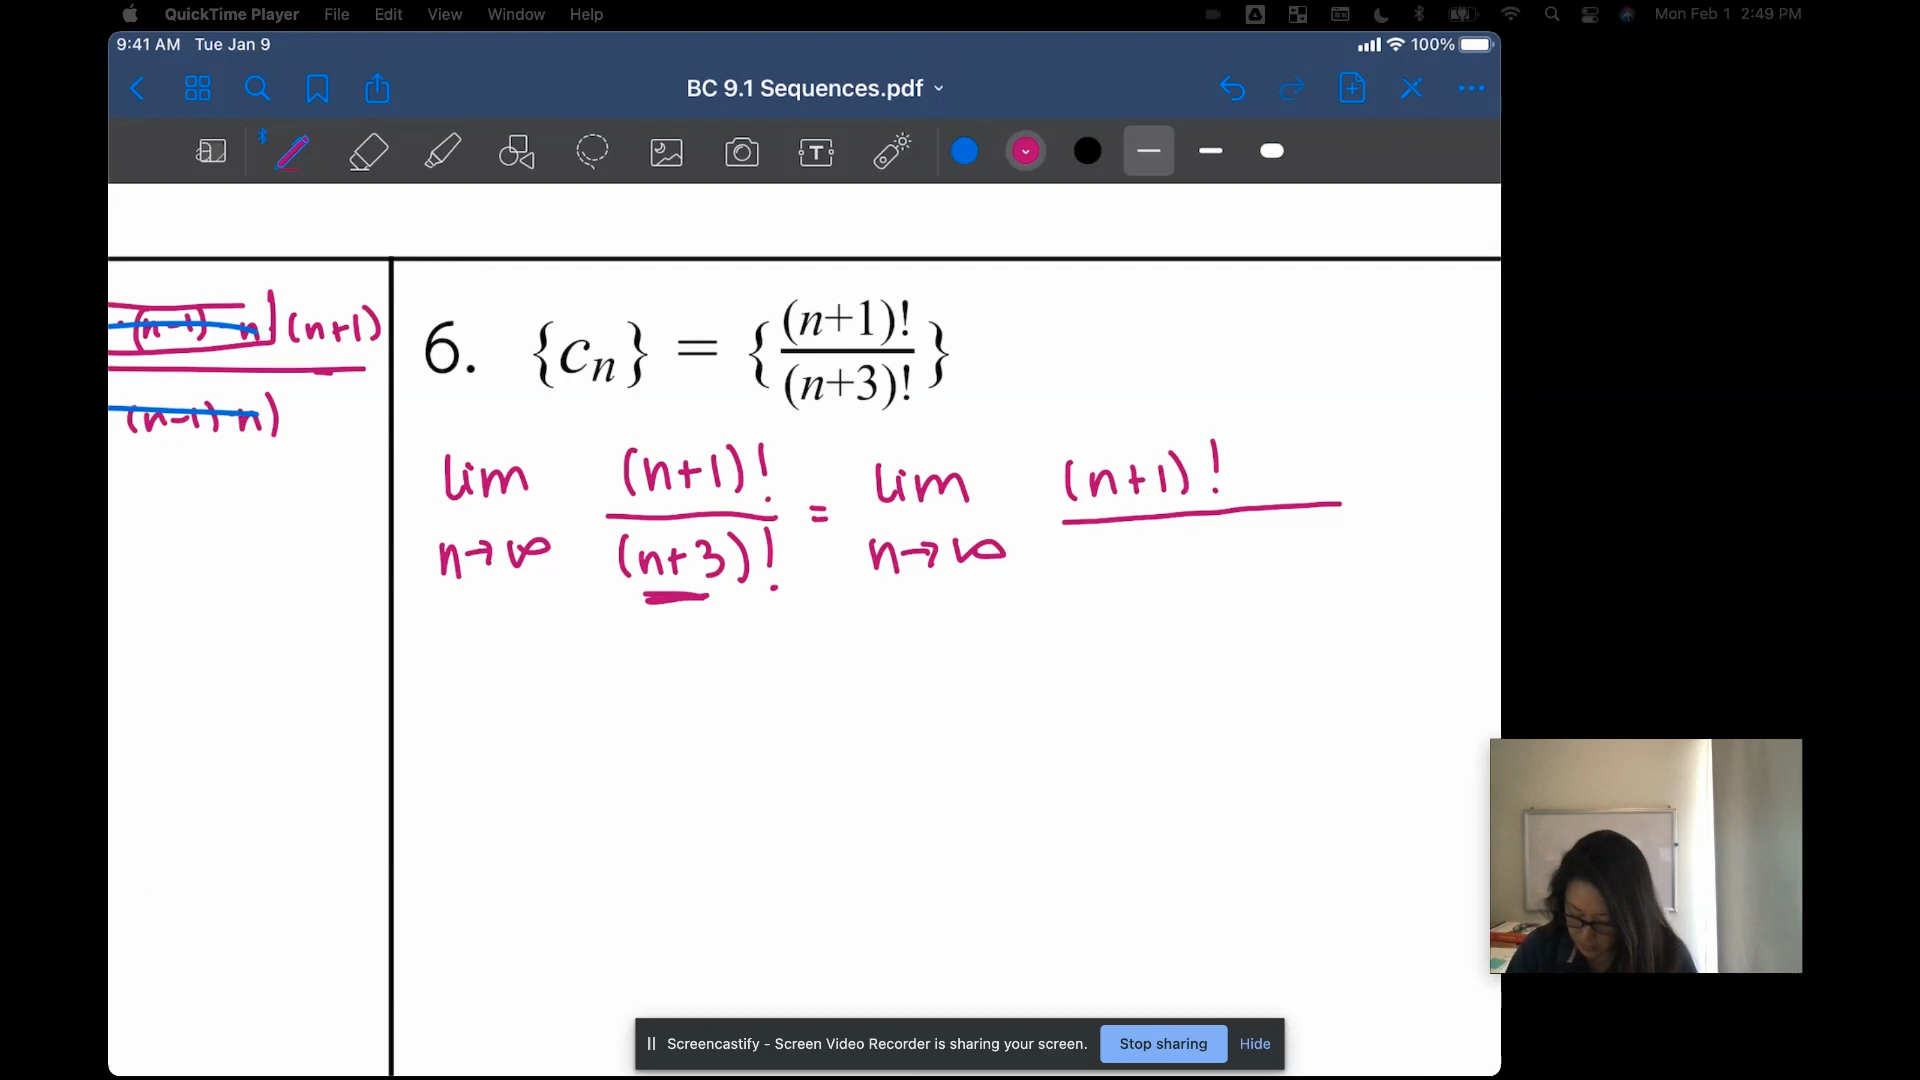 QuickTime Player File Edit View Window Help Mon Feb 1 2:49 PM
9:41 AM Tue Jan 9 100%
BC 9.1 Sequences.pdf
T
(n-1) n] (n+1)
(n-1) n)
6. {cₙ} = {(n+1)!
(n+3)!}
lim (n+1)! = lim (n+1)!
n→∞ (n+3)! n→∞
|| Screencastify - Screen Video Recorder is sharing your screen. Stop sharing Hide